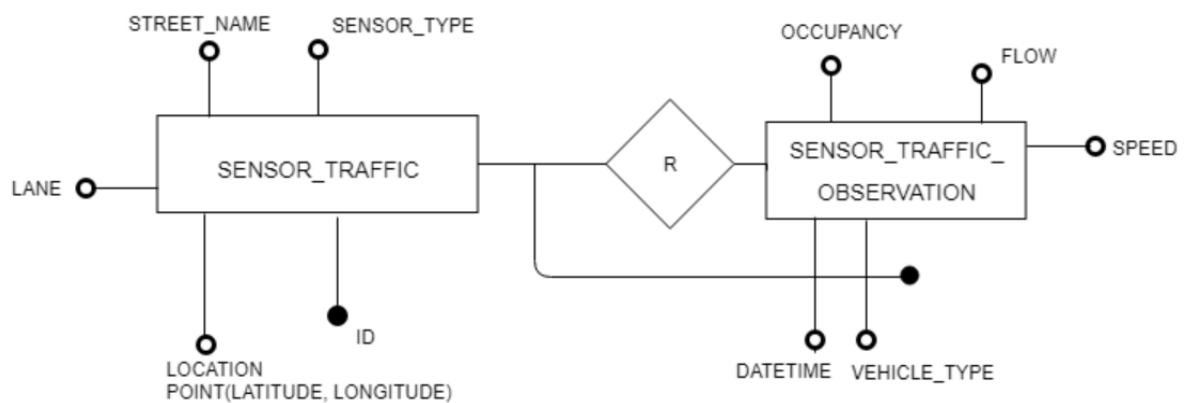 STREET_NAME
SENSOR_TYPE
OCCUPANCY
FLOW
SENSOR_TRAFFIC
R
SENSOR_TRAFFIC_
OBSERVATION
SPEED
LANE
ID
LOCATION
POINT(LATITUDE, LONGITUDE)
DATETIME
VEHICLE_TYPE